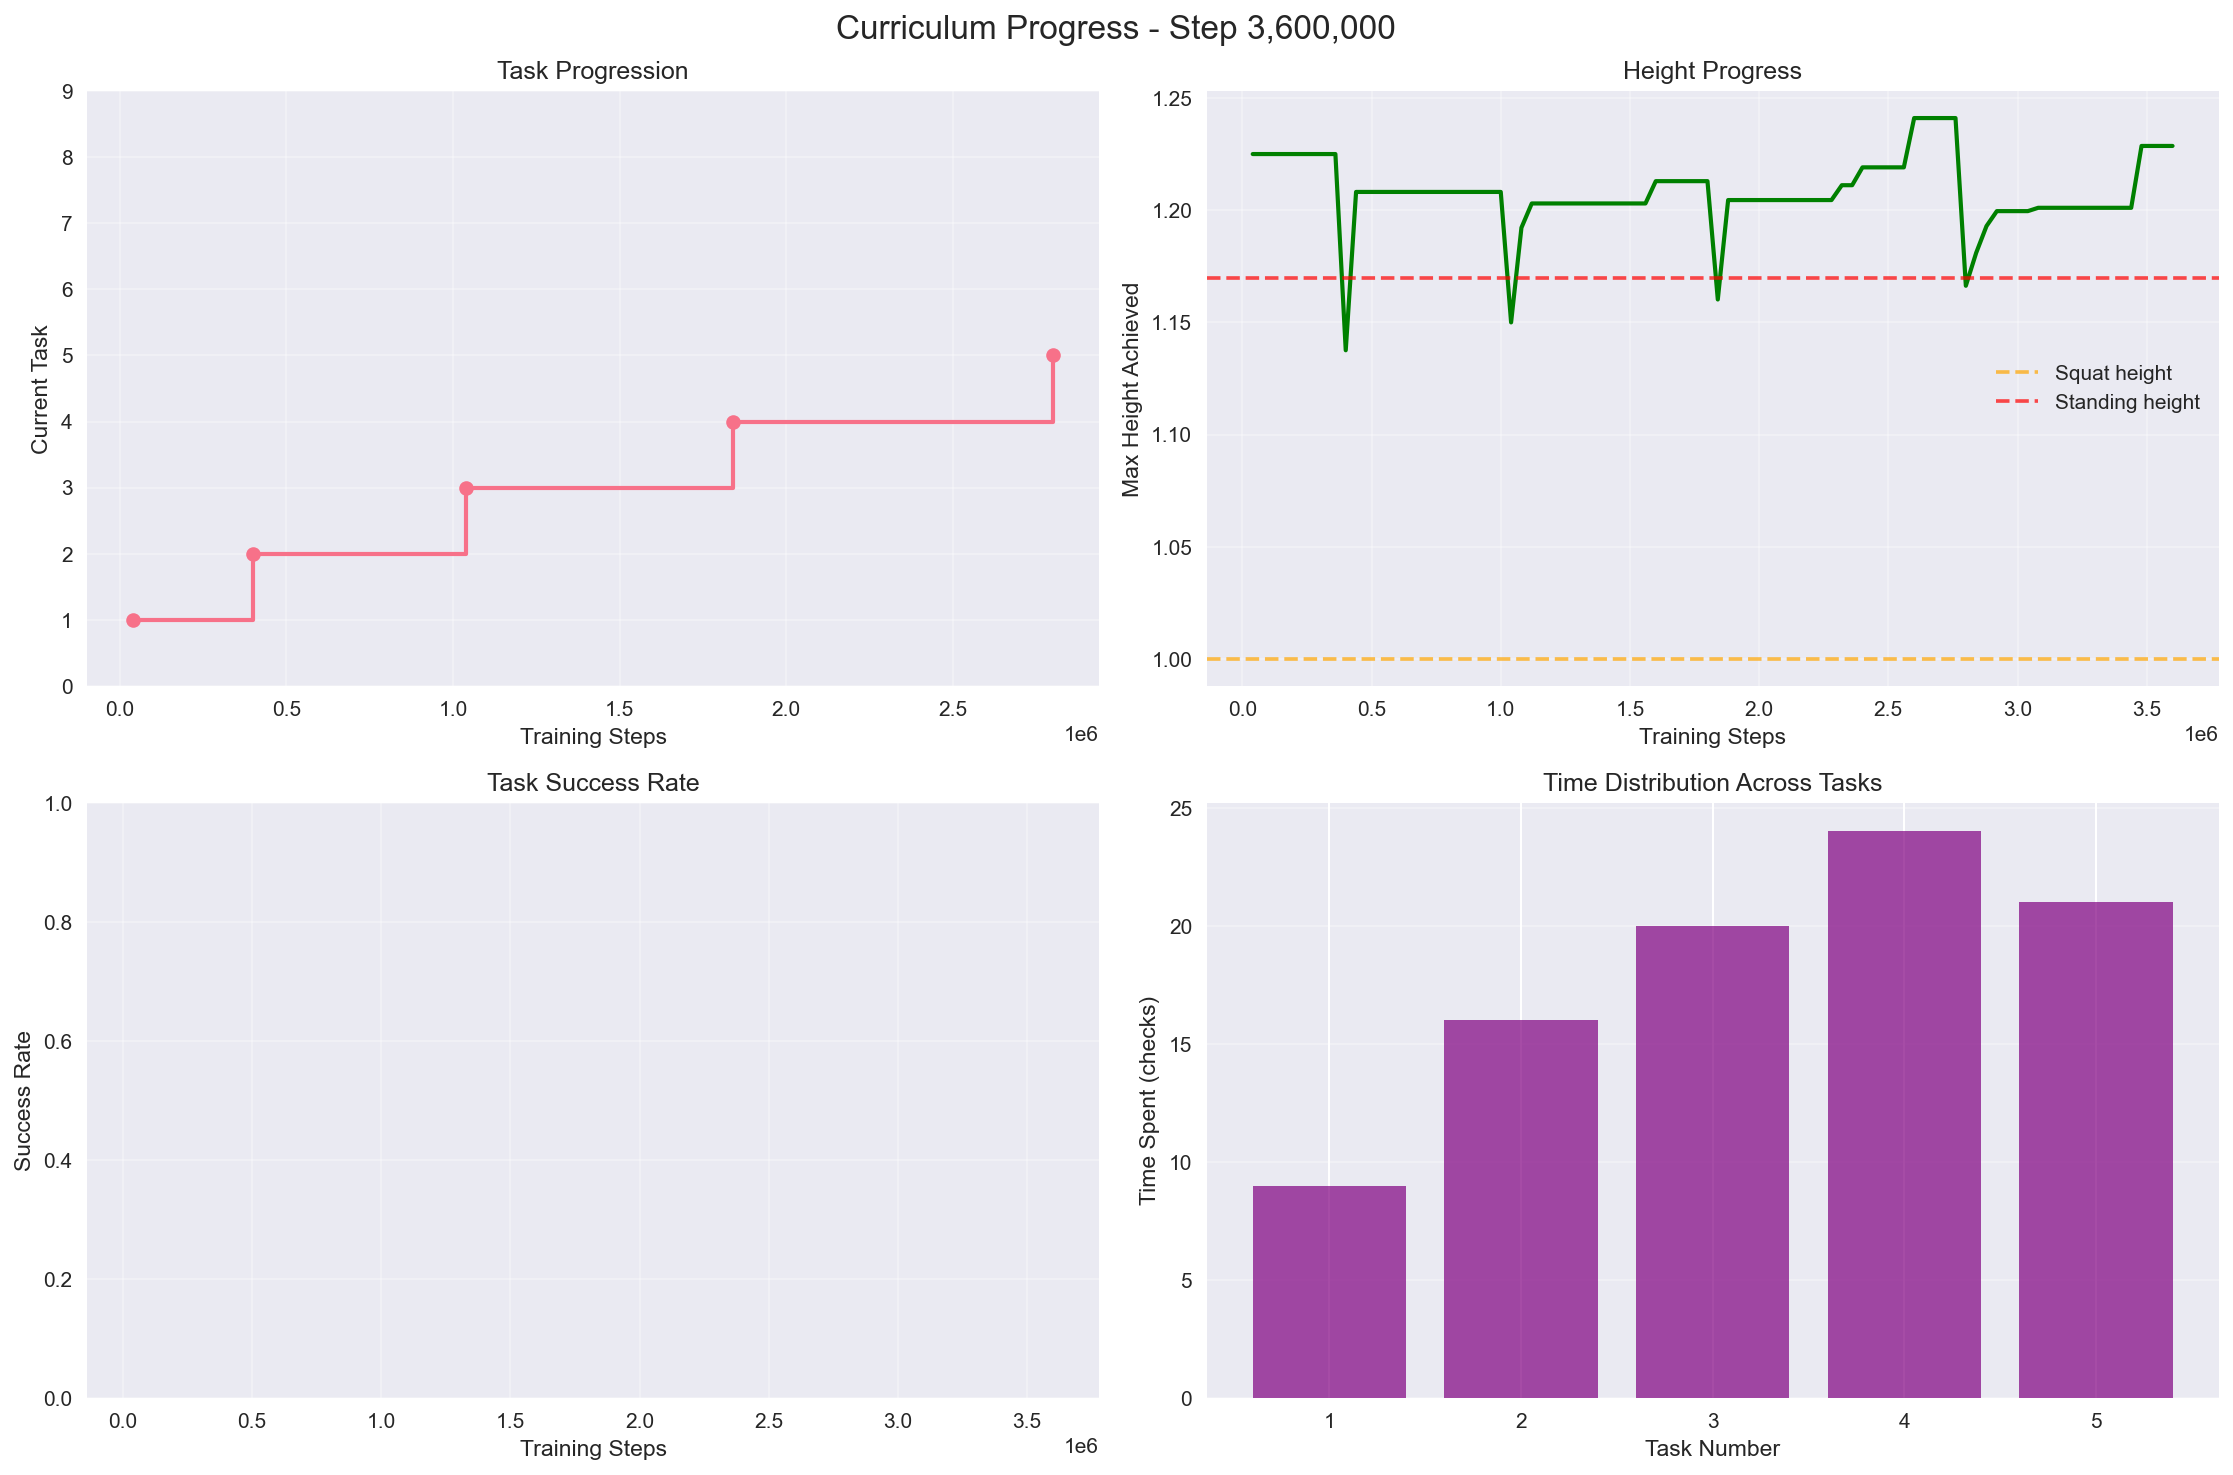 Curriculum Progress - Step 3,600,000
Task Progression
9
8
7
6
5
4
3
2
1
0
Current Task
0.0 0.5 1.0 1.5 2.0 2.5
1e6
Training Steps
Height Progress
1.25
1.20
1.15
1.10
1.05
1.00
Max Height Achieved
Squat height
Standing height
0.0 0.5 1.0 1.5 2.0 2.5 3.0 3.5
1e6
Training Steps
Task Success Rate
1.0
0.8
0.6
0.4
0.2
0.0
Success Rate
0.0 0.5 1.0 1.5 2.0 2.5 3.0 3.5
1e6
Training Steps
Time Distribution Across Tasks
25
20
15
10
5
0
Time Spent (checks)
1 2 3 4 5
Task Number